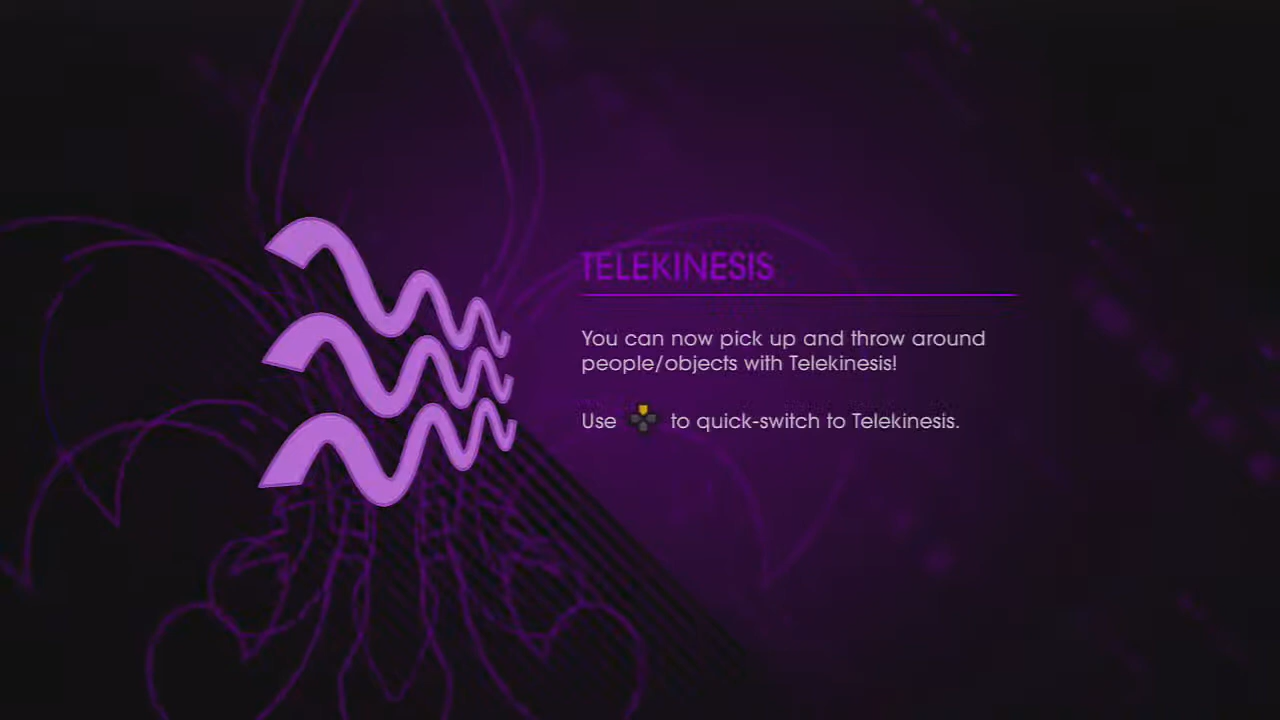 TELEKINESIS
You can now pick up and throw around
people/objects with Telekinesis!
Use to quick-switch to Telekinesis.